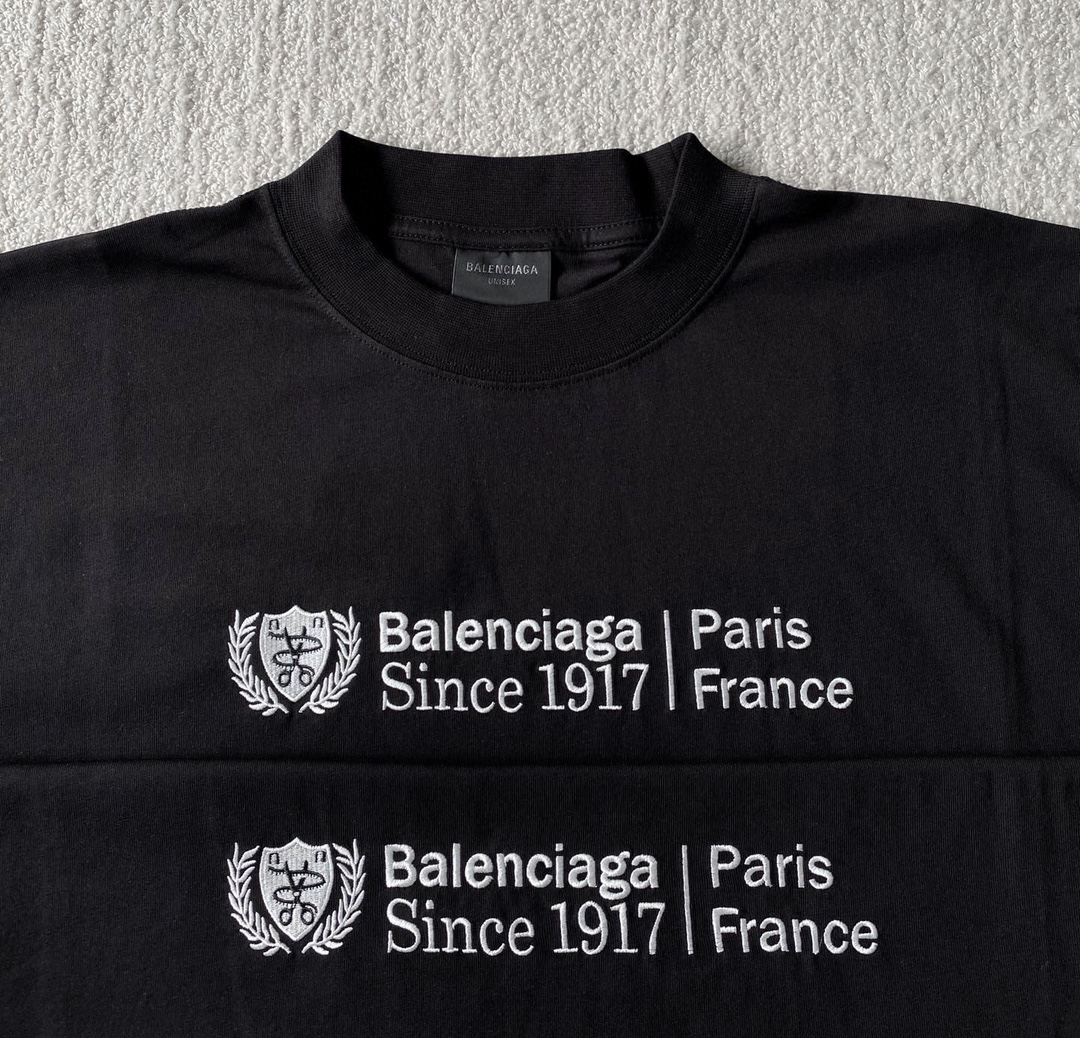 BALENCIAGA
UNISEX
Balenciaga | Paris
Since 1917 | France
Balenciaga | Paris
Since 1917 | France